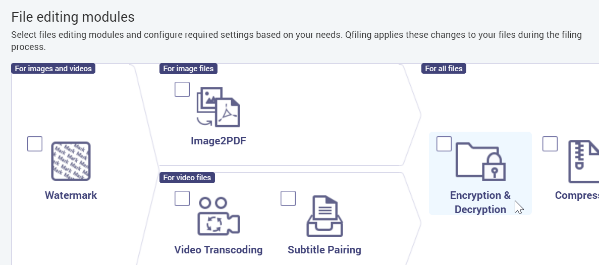 File editing modules
Select files editing modules and configure required settings based on your needs. Qfiling applies these changes to your files during the filing
process.
For images and videos
For image files
For all files
Image2PDF
Watermark
Encryption &
Decryption
Compres
For video files
Video Transcoding
Subtitle Pairing